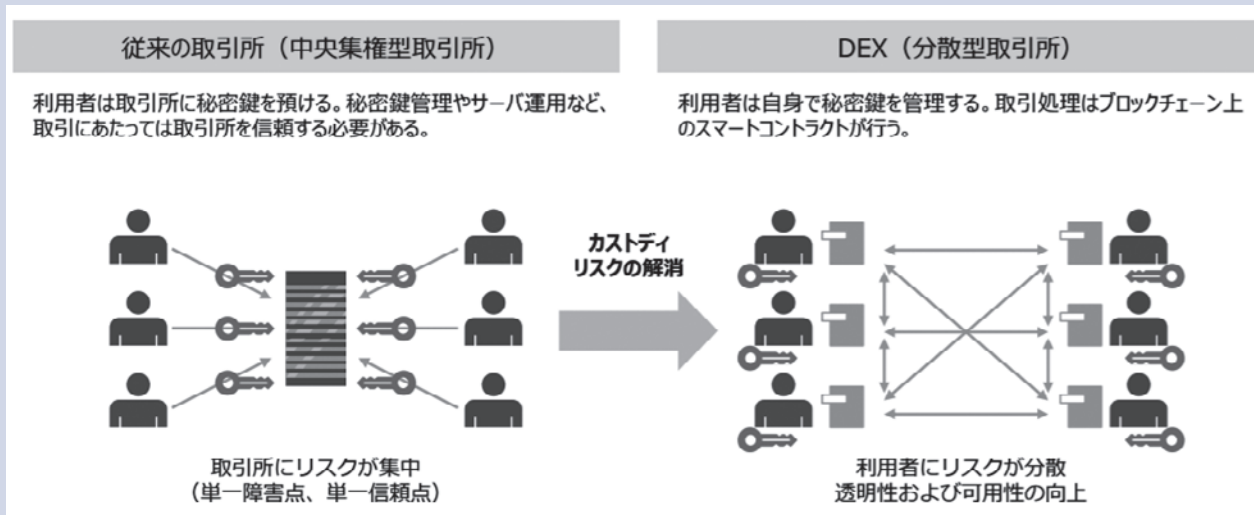 従来の取引所（中央集権型取引所）
利用者は取引所に秘密鍵を預ける。秘密鍵管理やサーバ運用など、
取引にあたっては取引所を信頼する必要がある。
取引所にリスクが集中
（単一障害点、単一信頼点）
カストディ
リスクの解消
DEX（分散型取引所）
利用者は自身で秘密鍵を管理する。取引処理はブロックチェーン上
のスマートコントラクトが行う。
利用者にリスクが分散
透明性および可用性の向上